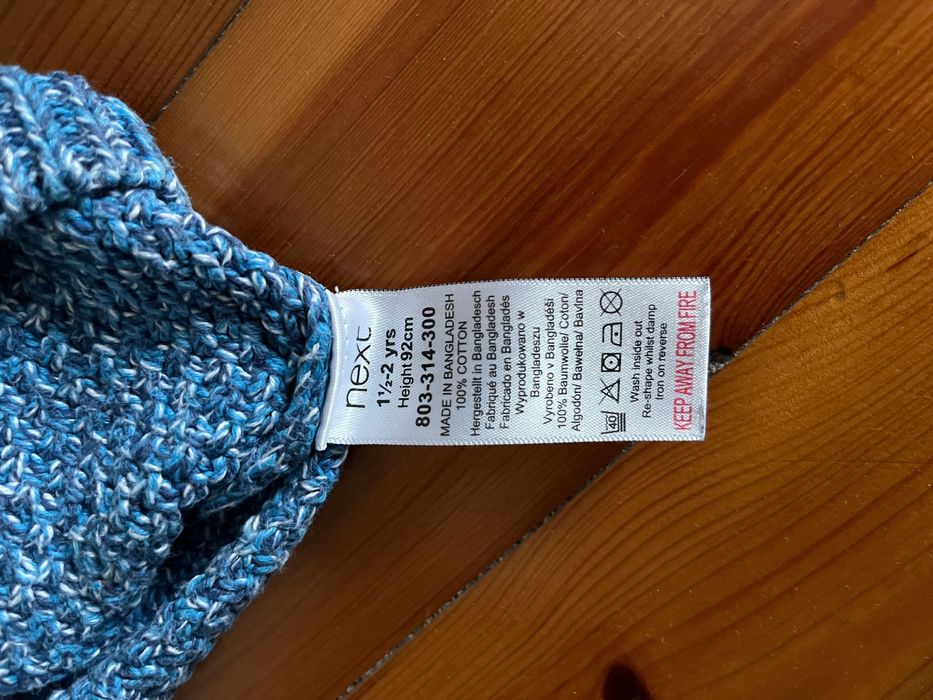 next
1½-2 yrs
Height 92cm
803-314-300
MADE IN BANGLADESH
100% COTTON
Hergestellt in Bangladesch
Fabriqué au Bangladesh
Fabricado en Bangladés
Wyprodukowano w
Bangladeszu
Vyrobeno v Bangladéši
100% Baumwolle/ Coton/
Algodón/ Bawełna/ Bavlna
40
Wash inside out
Re-shape whilst damp
Iron on reverse
KEEP AWAY FROM FIRE